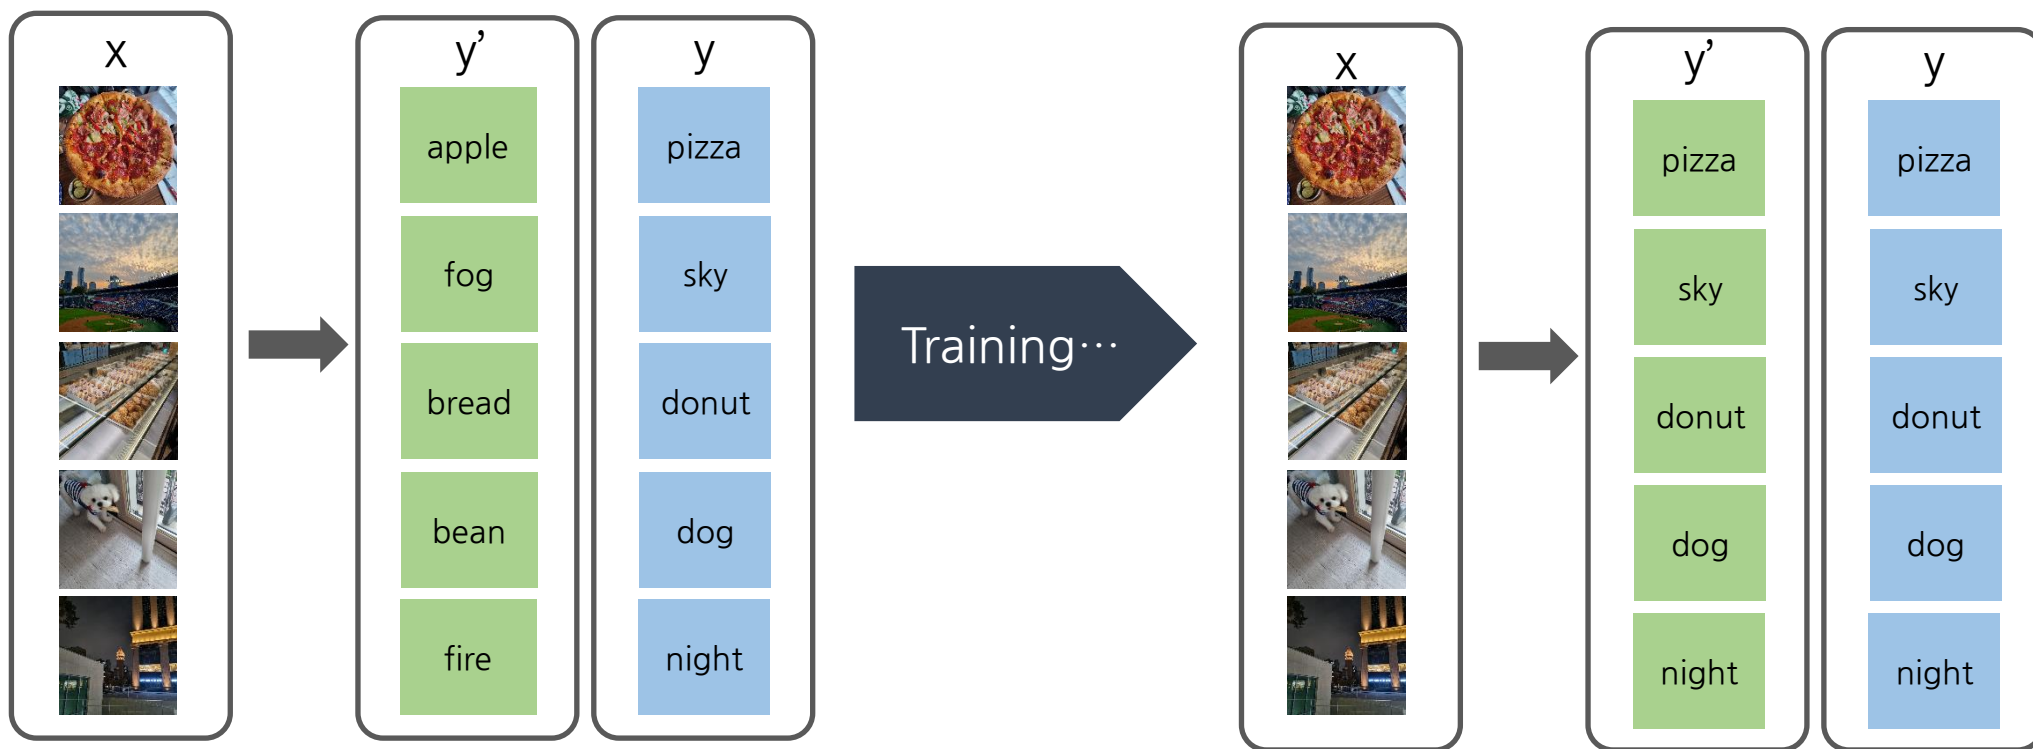 x
y’
y
apple
pizza
fog
sky
bread
donut
bean
dog
fire
night
Training…
x
y’
y
pizza
pizza
sky
sky
donut
donut
dog
dog
night
night